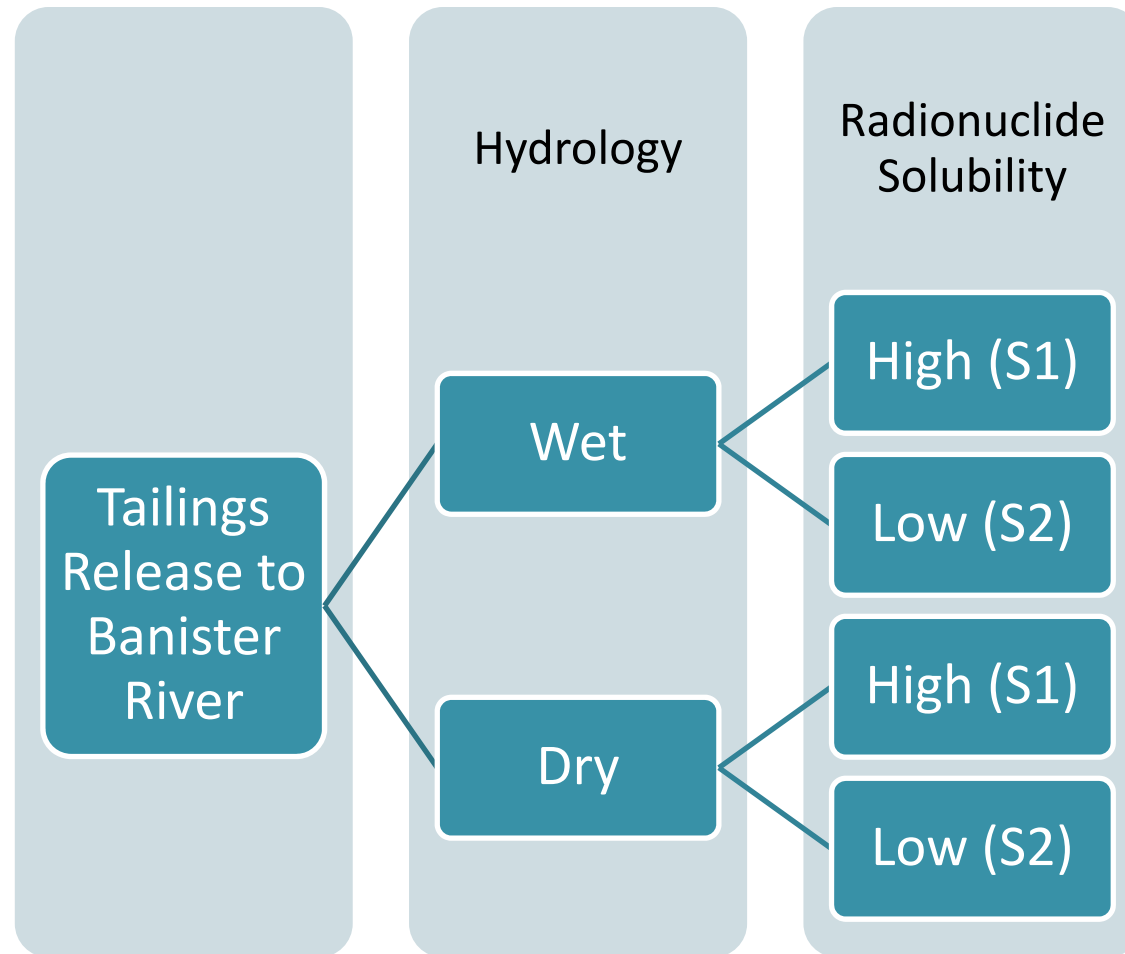 Hydrology
Radionuclide
Solubility
Tailings
Release to
Banister
River
Wet
Dry
High (S1)
Low (S2)
High (S1)
Low (S2)